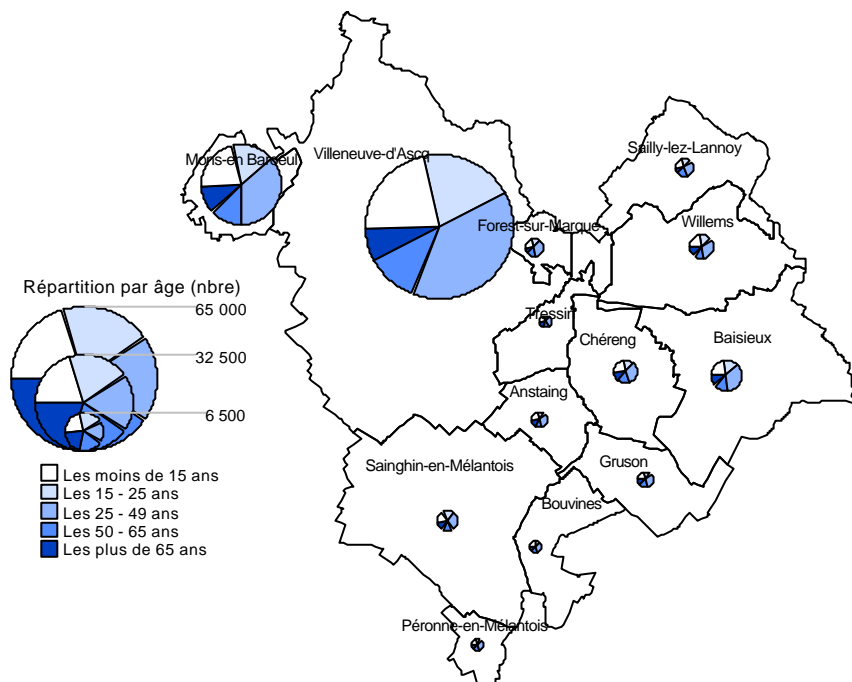 Sailly-lez-Lannoy
Mons-en Baroeul
Villeneuve-d'Ascq
Forest-sur-Marque
Willems
Répartition par âge (nbre)
65 000
32 500
6 500
Tressin
Chéreng
Baisieux
Anstaing
Sainghin-en-Mélantois
Gruson
Bouvines
Péronne-en-Mélantois
Les moins de 15 ans
Les 15 - 25 ans
Les 25 - 49 ans
Les 50 - 65 ans
Les plus de 65 ans